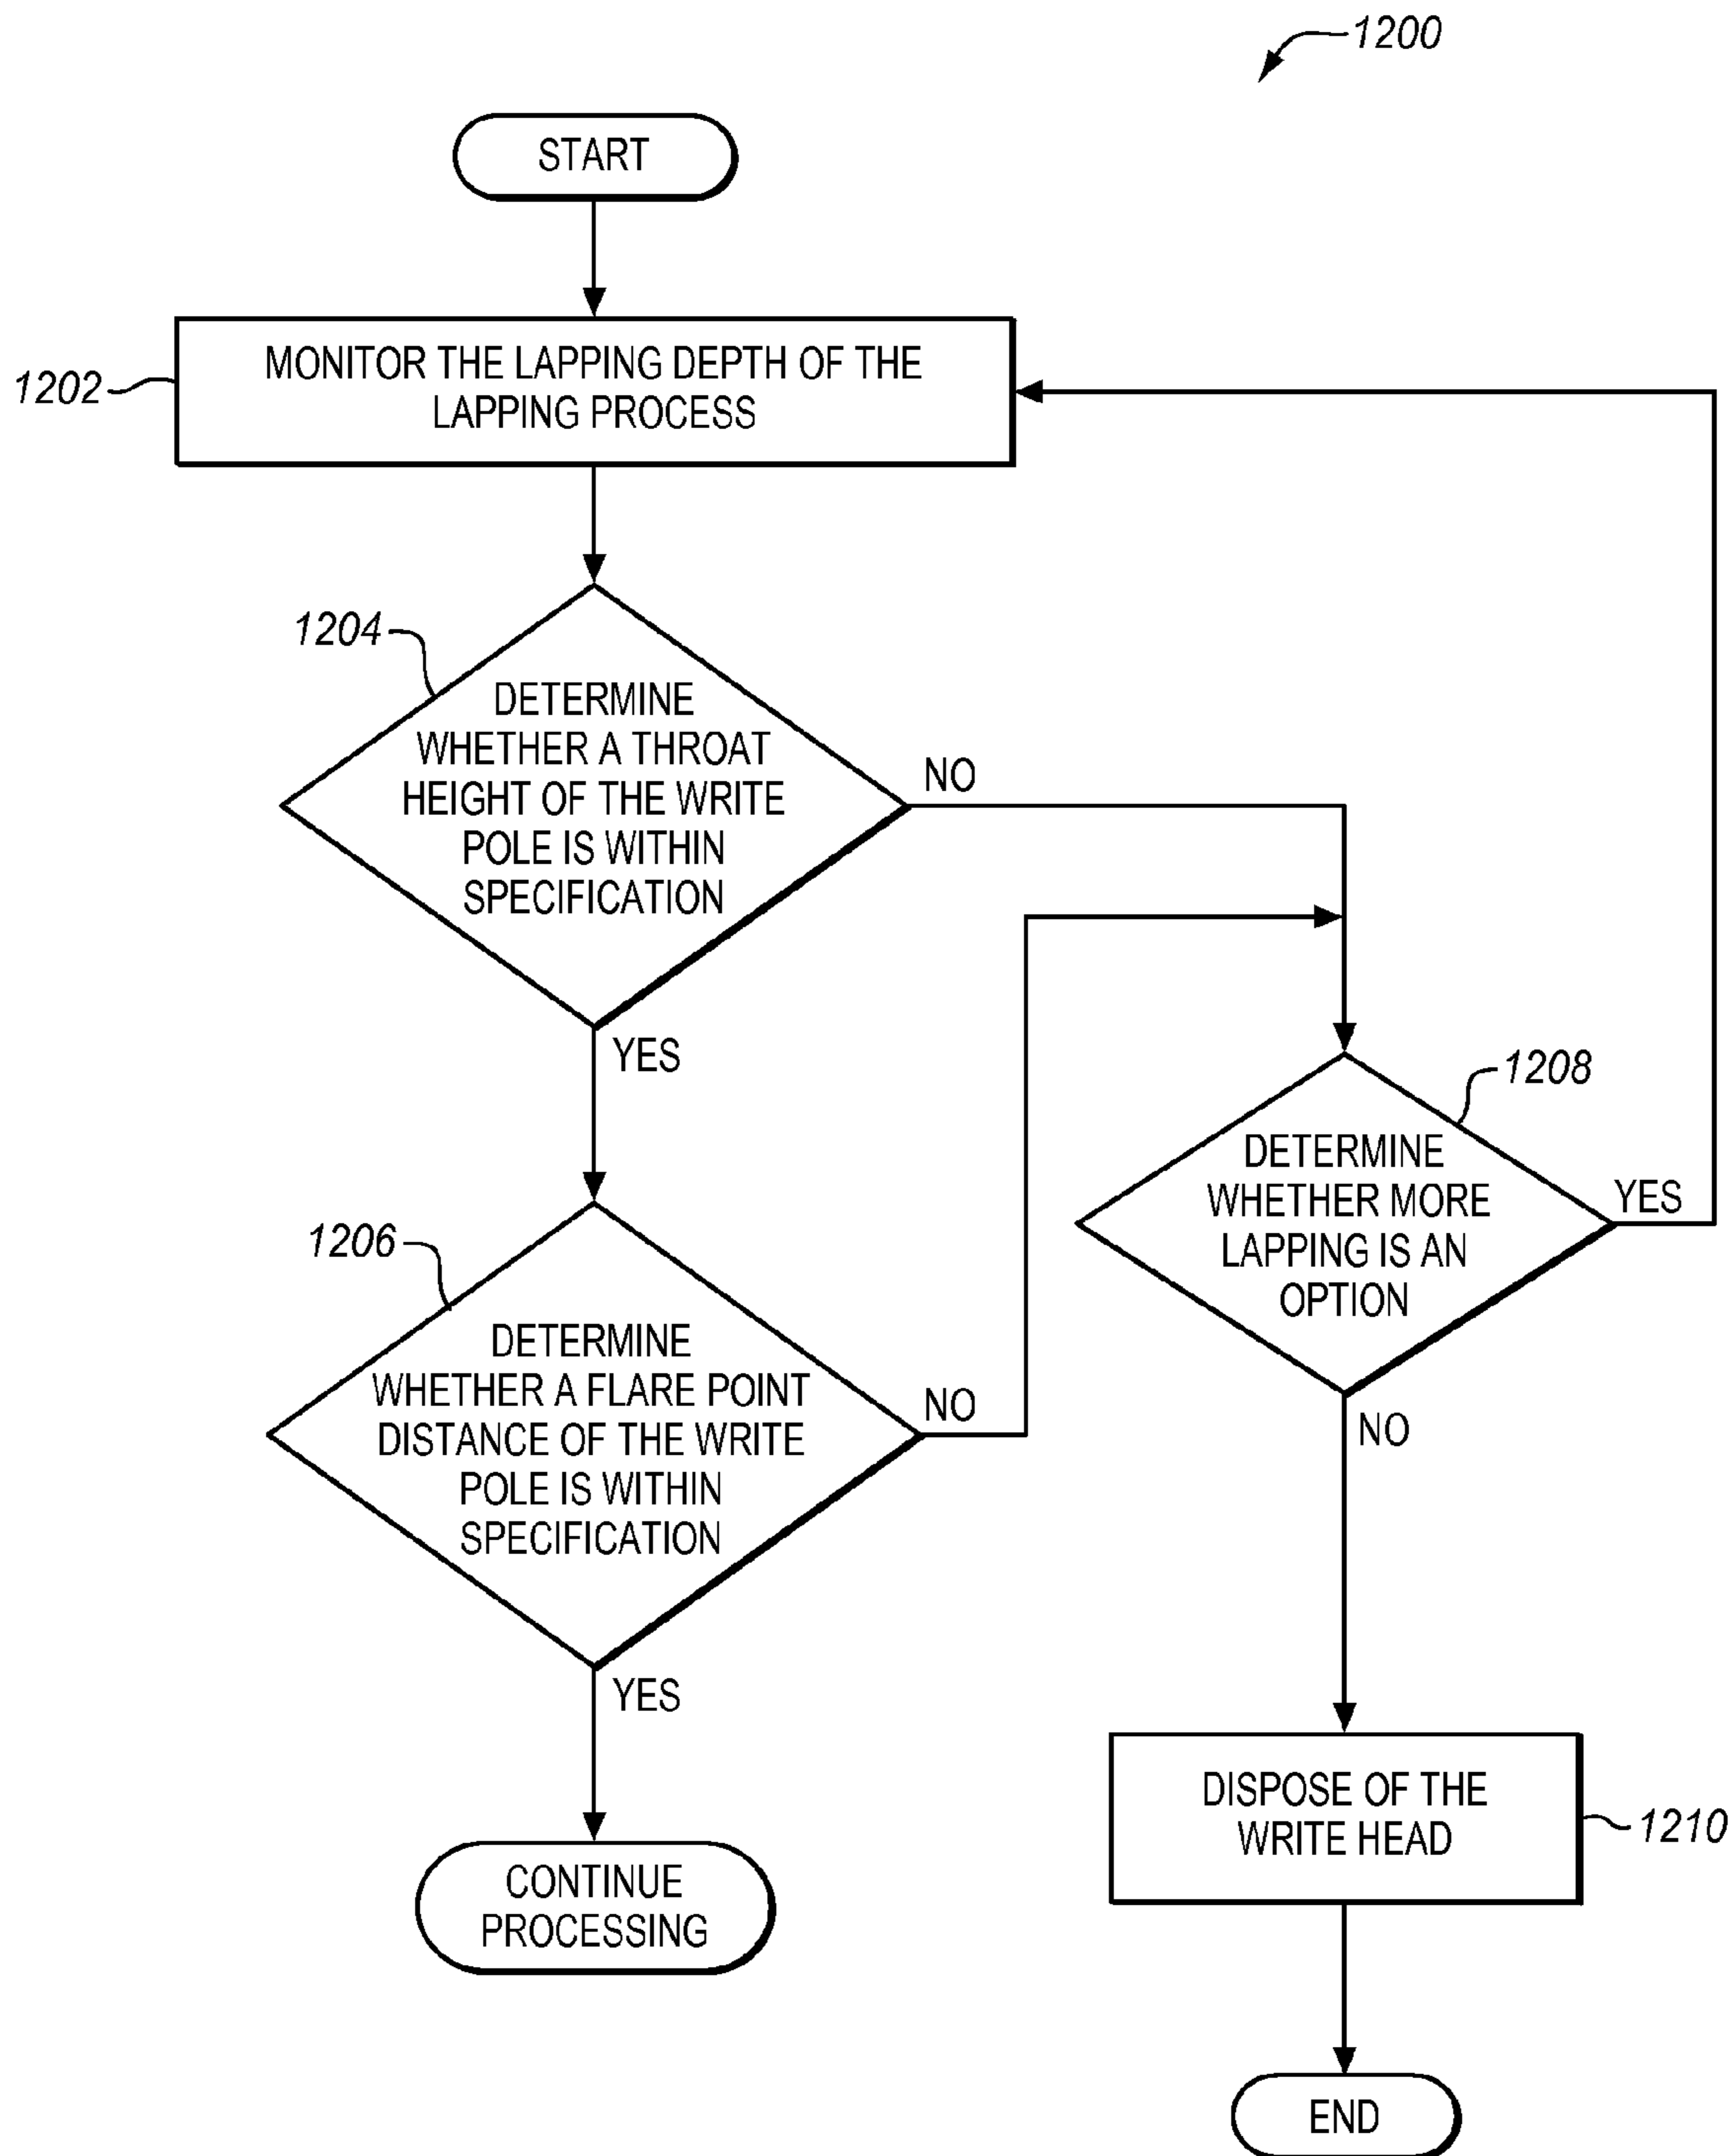 1200
START
1202
MONITOR THE LAPPING DEPTH OF THE
LAPPING PROCESS
1204
DETERMINE
WHETHER A THROAT
HEIGHT OF THE WRITE
POLE IS WITHIN
SPECIFICATION
NO
YES
1206
DETERMINE
WHETHER A FLARE POINT
DISTANCE OF THE WRITE
POLE IS WITHIN
SPECIFICATION
NO
YES
1208
DETERMINE
WHETHER MORE
LAPPING IS AN
OPTION
YES
NO
CONTINUE
PROCESSING
DISPOSE OF THE
WRITE HEAD
1210
END